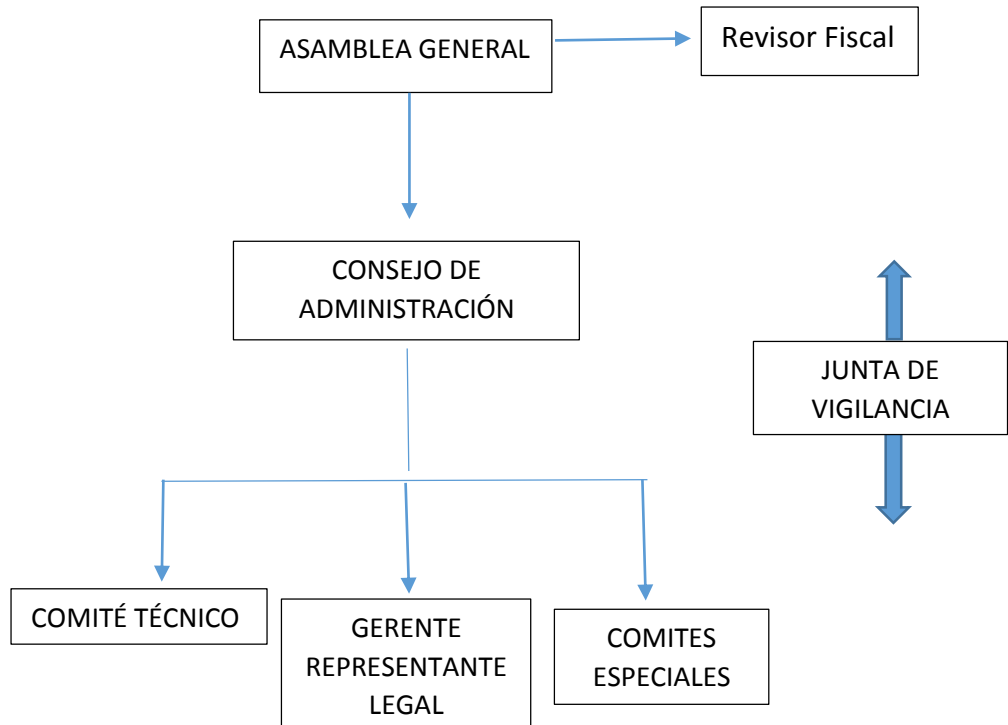 ASAMBLEA GENERAL
Revisor Fiscal
CONSEJO DE
ADMINISTRACIÓN
JUNTA DE
VIGILANCIA
COMITÉ TÉCNICO
GERENTE
REPRESENTANTE
LEGAL
COMITES
ESPECIALES